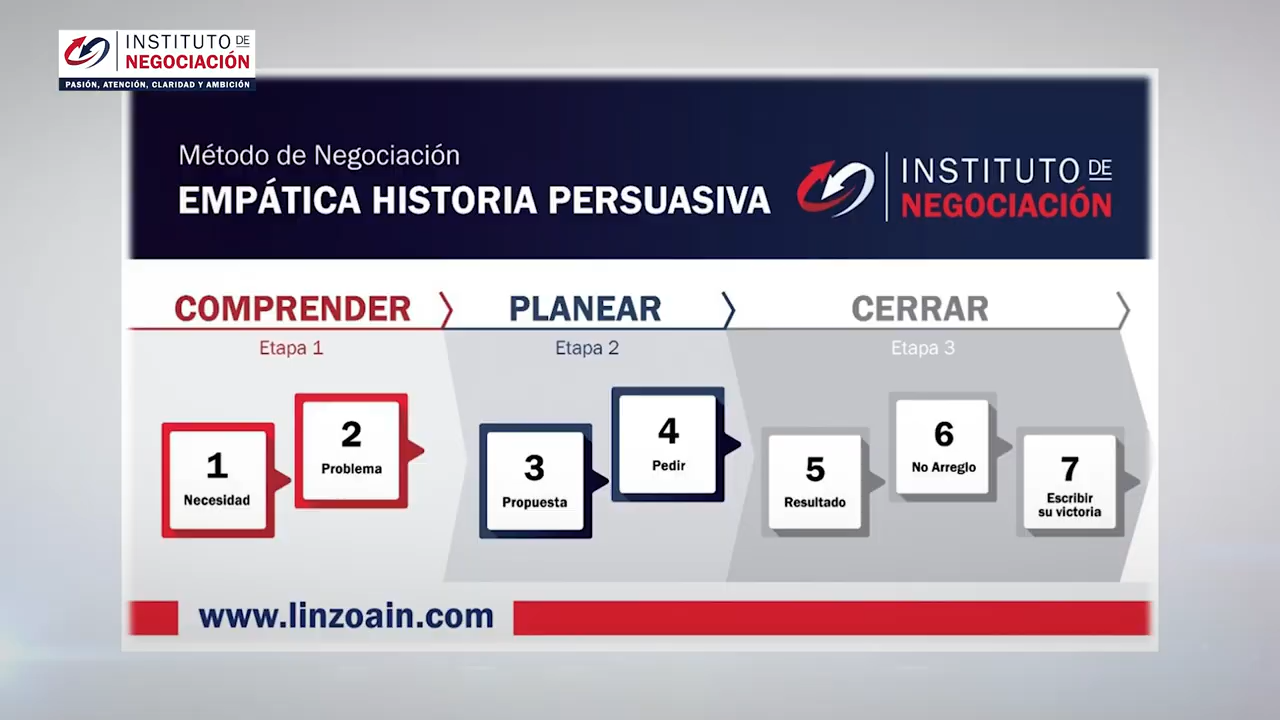 INSTITUTO DE
NEGOCIACIÓN
PASIÓN, ATENCIÓN, CLARIDAD Y AMBICIÓN
Método de Negociación
EMPÁTICA HISTORIA PERSUASIVA
INSTITUTO DE
NEGOCIACIÓN
COMPRENDER
Etapa 1
PLANEAR
Etapa 2
CERRAR
Etapa 3
1
Necesidad
2
Problema
3
Propuesta
4
Pedir
5
Resultado
6
No Arreglo
7
Escribir
su victoria
www.linzoain.com